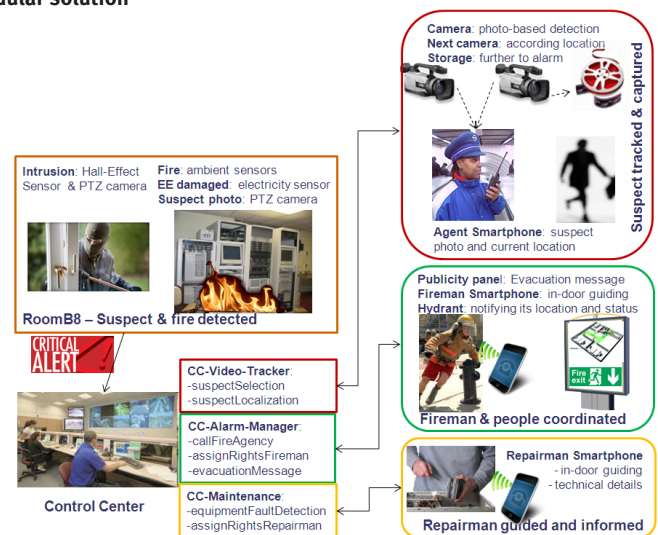 dular solution
Camera: photo-based detection
Next camera: according location
Storage: further to alarm
Suspect tracked & captured
Agent Smartphone: suspect
photo and current location
Intrusion: Hall-Effect
Sensor & PTZ camera
Fire: ambient sensors
EE damaged: electricity sensor
Suspect photo: PTZ camera
RoomB8 – Suspect & fire detected
CRITICAL
ALERT
Publicity panel: Evacuation message
Fireman Smartphone: in-door guiding
Hydrant: notifying its location and status
Fire
exit
Fireman & people coordinated
CC-Video-Tracker:
-suspectSelection
-suspectLocalization
CC-Alarm-Manager:
-callFireAgency
-assignRightsFireman
-evacuationMessage
CC-Maintenance:
-equipmentFaultDetection
-assignRightsRepairman
Control Center
Repairman Smartphone
- in-door guiding
- technical details
Repairman guided and informed